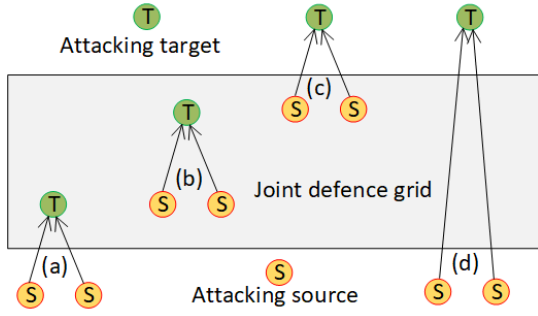 T T T
Attacking target
(c)
S S
T
(b)
Joint defence grid
S S
T
(a)
(d)
S
S S
Attacking source
S S